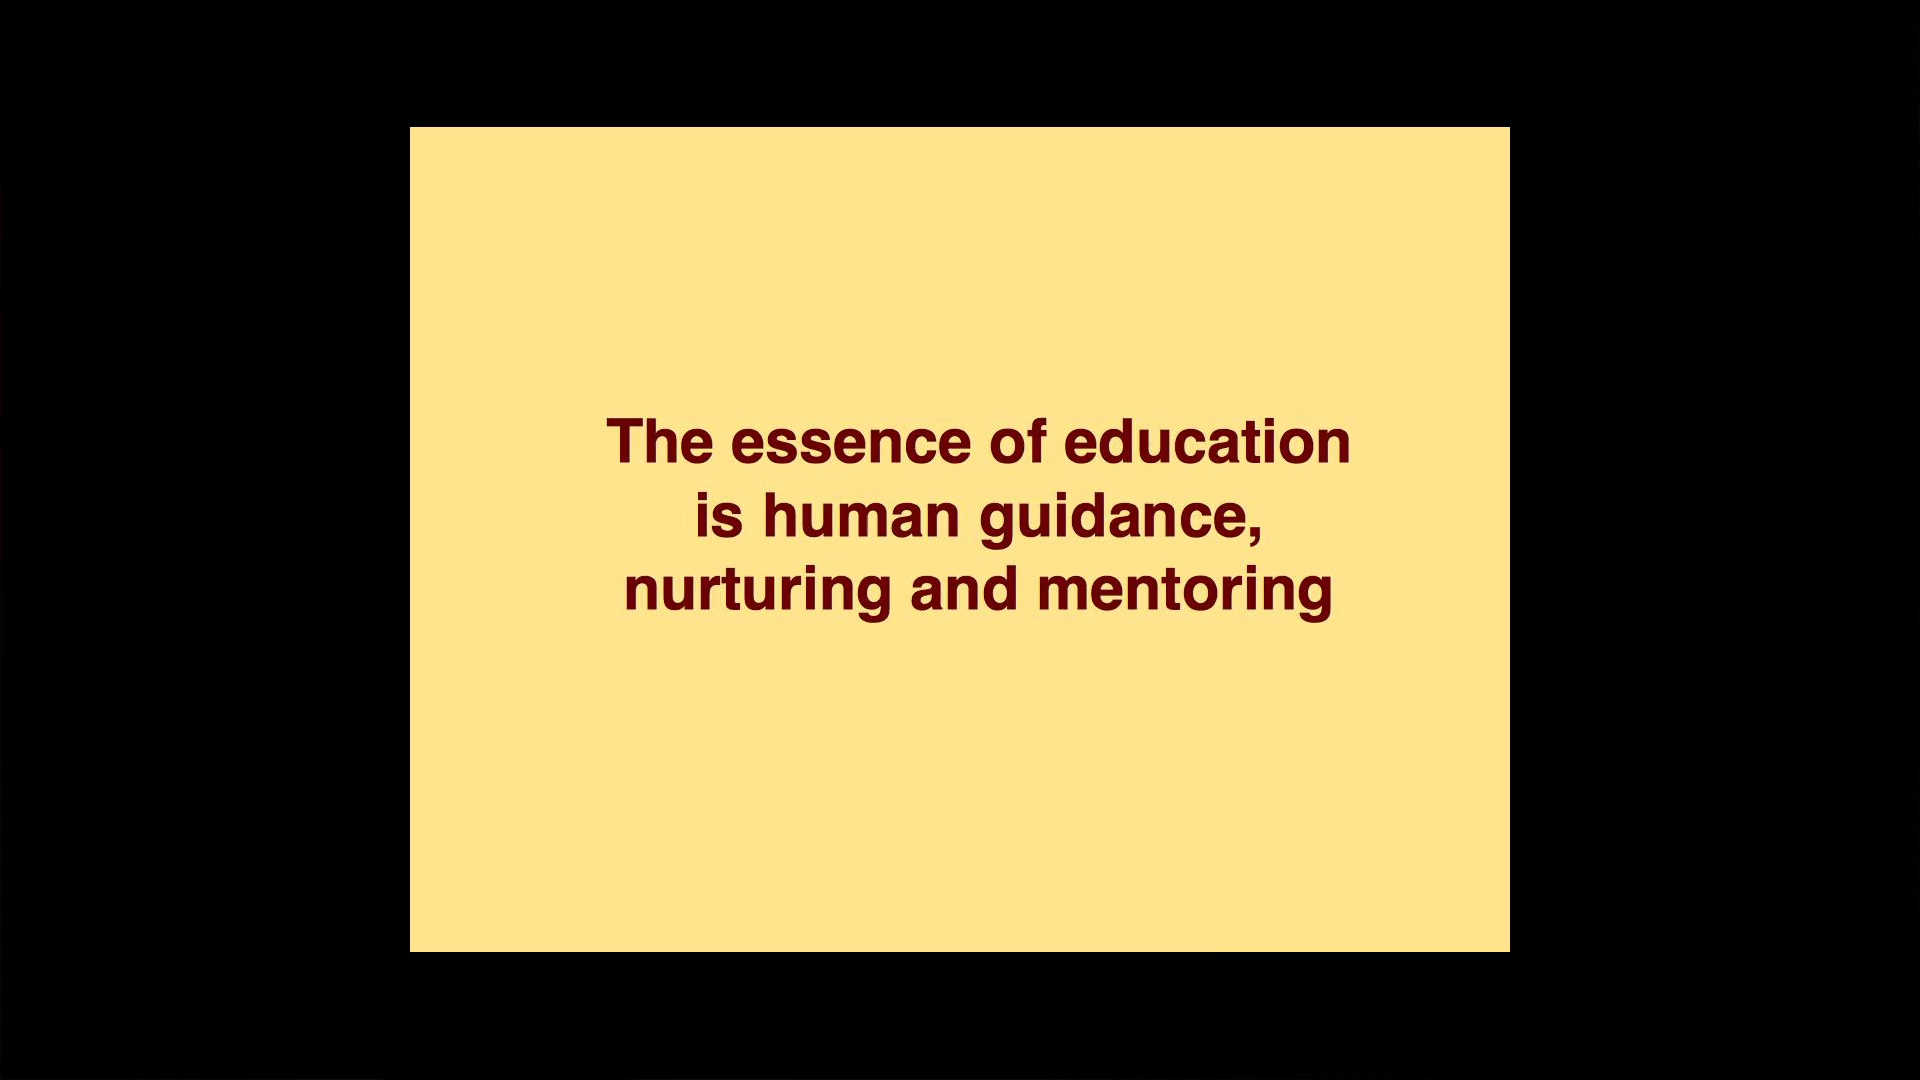 The essence of education
is human guidance,
nurturing and mentoring